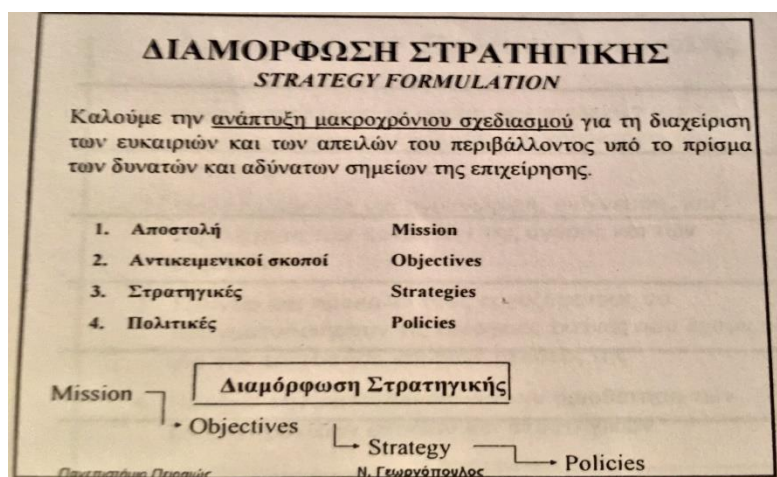 ΔΙΑΜΟΡΦΩΣΗ ΣΤΡΑΤΗΓΙΚΗΣ
STRATEGY FORMULATION
Καλούμε την ανάπτυξη μακροχρόνιου σχεδιασμού για τη διαχείριση
των ευκαιριών και των απειλών του περιβάλλοντος υπό το πρίσμα
των δυνατών και αδύνατων σημείων της επιχείρησης.
1. Αποστολή Mission
2. Αντικειμενικοί σκοποί Objectives
3. Στρατηγικές Strategies
4. Πολιτικές Policies
Διαμόρφωση Στρατηγικής
Mission
Objectives
Strategy
Policies
Πανεπιστήμιο Πειραιώς Ν. Γεωργόπουλος